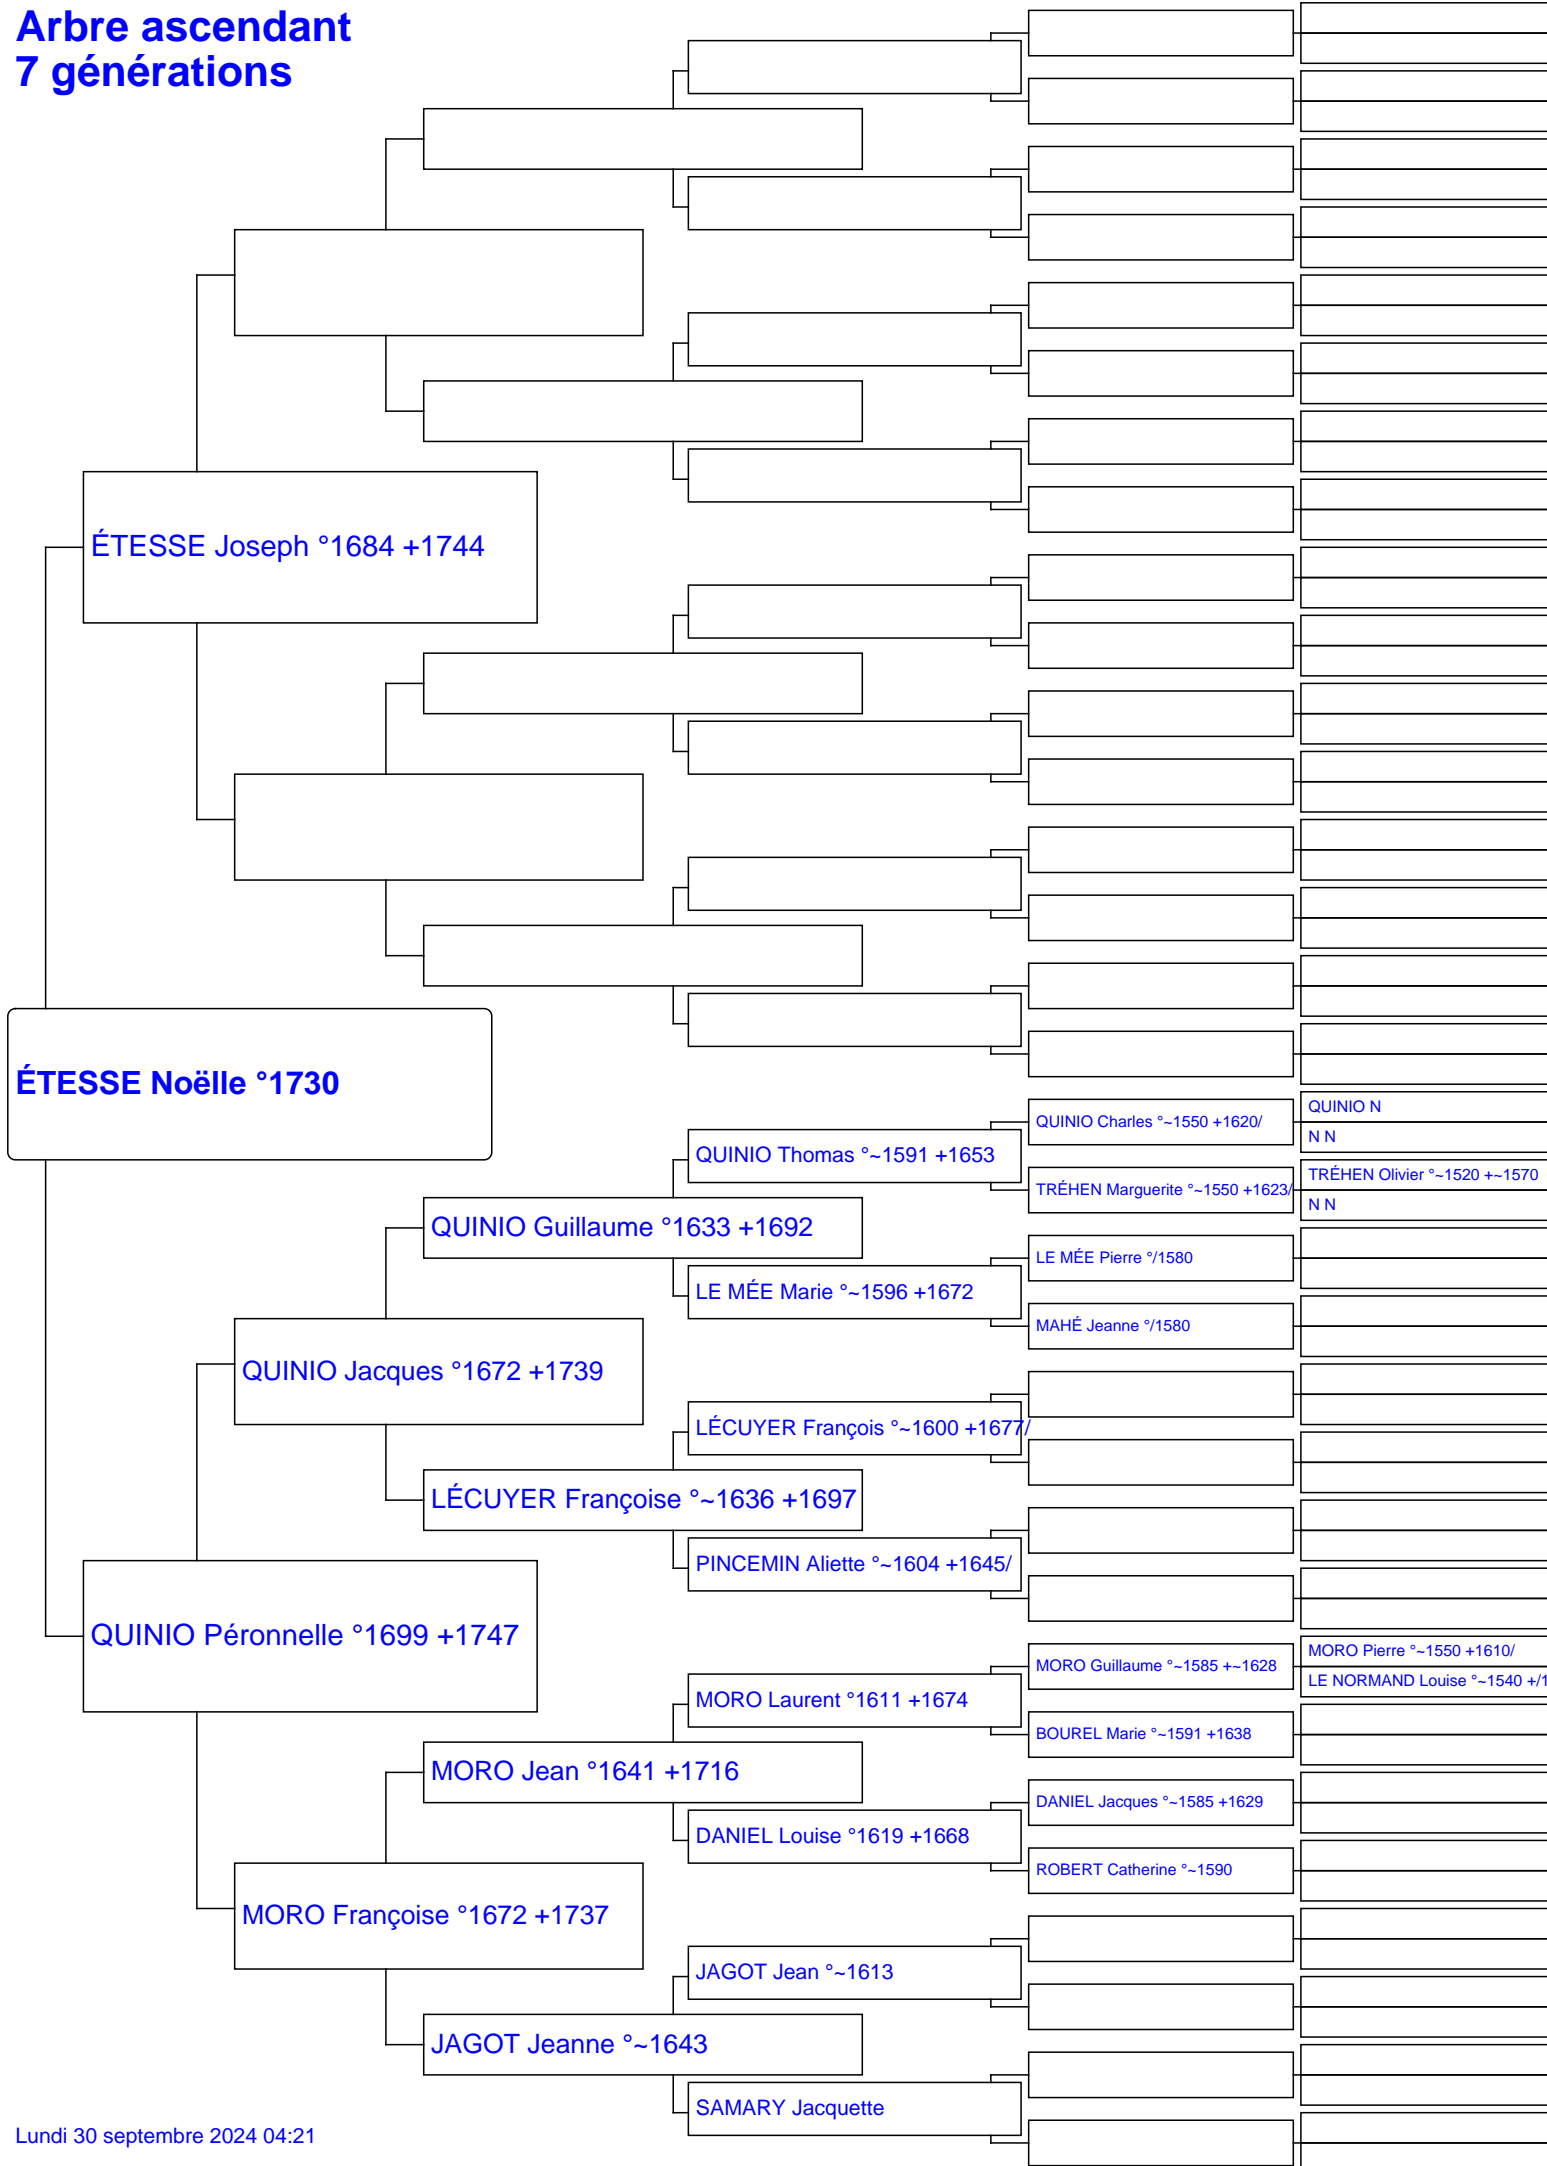 Arbre ascendant
7 générations
ÉTESSE Joseph °1684 +1744
ÉTESSE Noëlle °1730
QUINIO Charles °~1550 +1620/
QUINIO N
N N
QUINIO Thomas °~1591 +1653
TRÉHEN Marguerite °~1550 +1623/
TRÉHEN Olivier °~1520 +~1570
N N
QUINIO Guillaume °1633 +1692
LE MÉE Pierre °/1580
LE MÉE Marie °~1596 +1672
MAHÉ Jeanne °/1580
QUINIO Jacques °1672 +1739
LÉCUYER François °~1600 +1677/
LÉCUYER Françoise °~1636 +1697
PINCEMIN Aliette °~1604 +1645/
QUINIO Péronnelle °1699 +1747
MORO Guillaume °~1585 +~1628
MORO Pierre °~1550 +1610/
LE NORMAND Louise °~1540 +/1
MORO Laurent °1611 +1674
BOUREL Marie °~1591 +1638
MORO Jean °1641 +1716
DANIEL Jacques °~1585 +1629
DANIEL Louise °1619 +1668
ROBERT Catherine °~1590
MORO Françoise °1672 +1737
JAGOT Jean °~1613
JAGOT Jeanne °~1643
SAMARY Jacquette
Lundi 30 septembre 2024 04:21